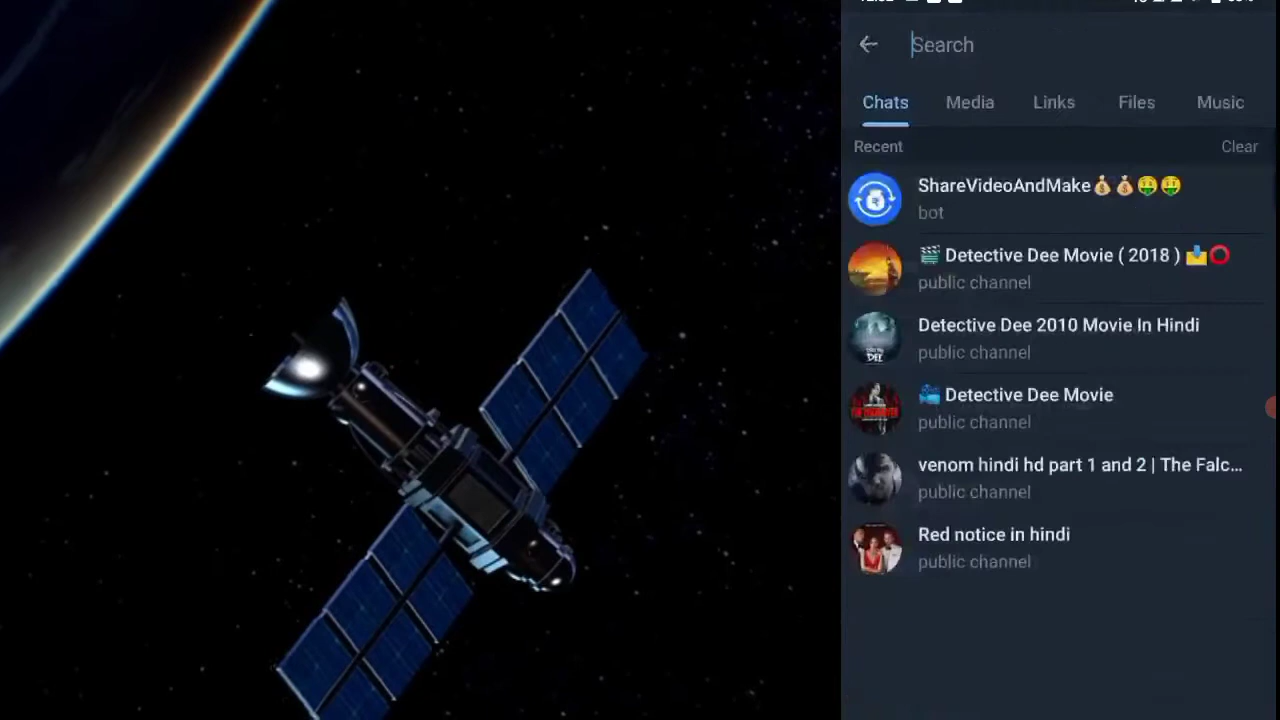 Search
Chats Media Links Files Music
Recent Clear
ShareVideoAndMake💰💰🤑🤑
bot
🎬 Detective Dee Movie ( 2018 ) 📥⭕
public channel
Detective Dee 2010 Movie In Hindi
public channel
🎦 Detective Dee Movie
public channel
venom hindi hd part 1 and 2 | The Falc...
public channel
Red notice in hindi
public channel